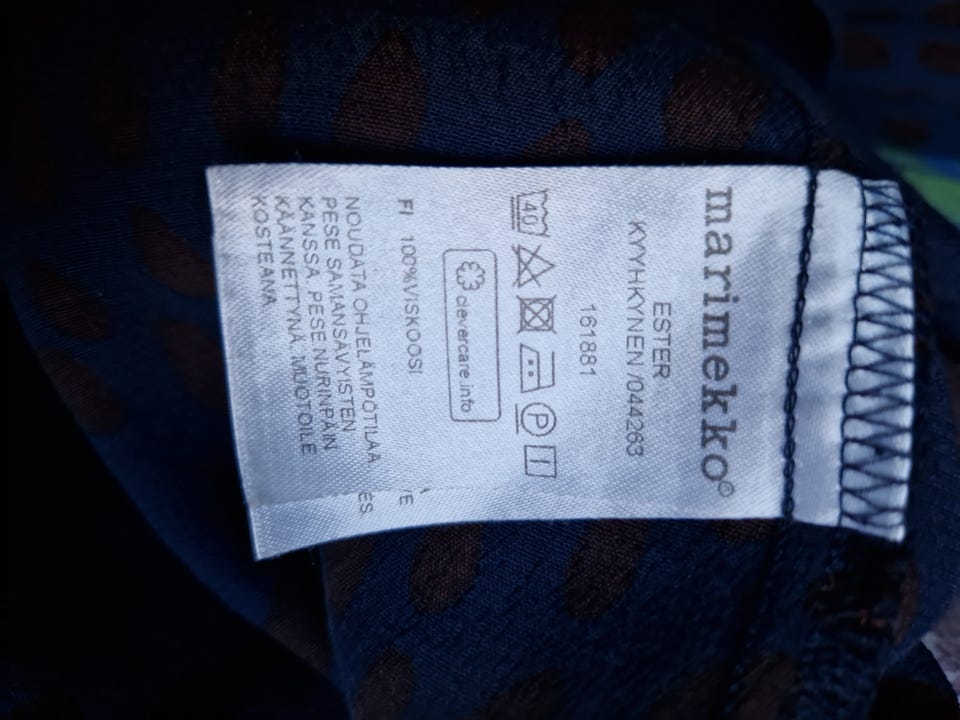 marimekko®
ESTER
KYYHKYNEN /044263
161881
40 P
clevercare.info
FI 100%VISKOOSI
NOUDATA OHJELÄMPÖTILAA
PESE SAMANSÄVYISTEN
KANSSA. PESE NURINPÄIN
KÄÄNNETTYNÄ. MUOTOILE
KOSTEANA.
ES.